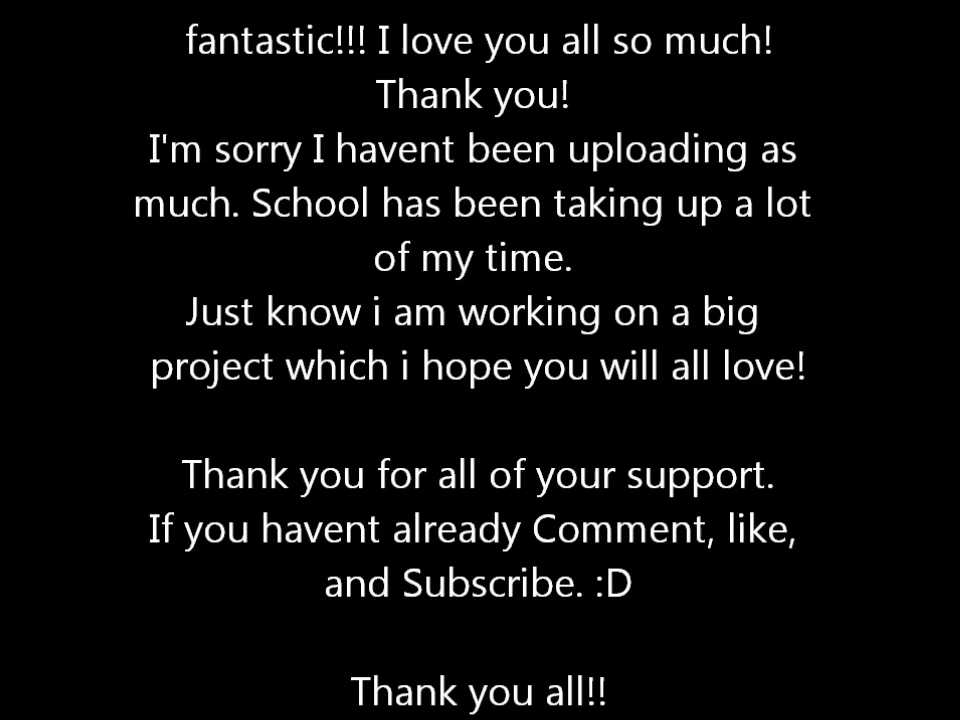 fantastic!!! I love you all so much!
Thank you!
I'm sorry I havent been uploading as
much. School has been taking up a lot
of my time.
Just know i am working on a big
project which i hope you will all love!
Thank you for all of your support.
If you havent already Comment, like,
and Subscribe. :D
Thank you all!!